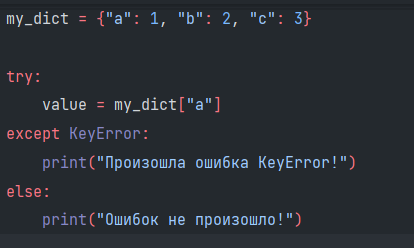 my_dict = {"a": 1, "b": 2, "c": 3}

try:
    value = my_dict["a"]
except KeyError:
    print("Произошла ошибка KeyError!")
else:
    print("Ошибок не произошло!")